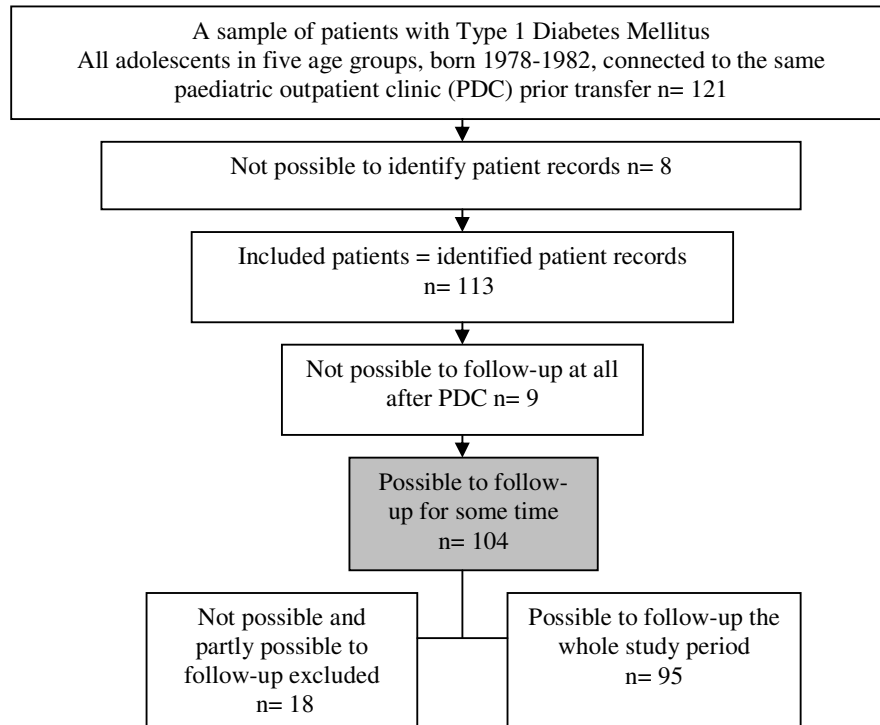 A sample of patients with Type 1 Diabetes Mellitus
All adolescents in five age groups, born 1978-1982, connected to the same
paediatric outpatient clinic (PDC) prior transfer n= 121
Not possible to identify patient records n= 8
Included patients = identified patient records
n= 113
Not possible to follow-up at all
after PDC n= 9
Possible to follow-
up for some time
n= 104
Not possible and
partly possible to
follow-up excluded
n= 18
Possible to follow-up the
whole study period
n= 95